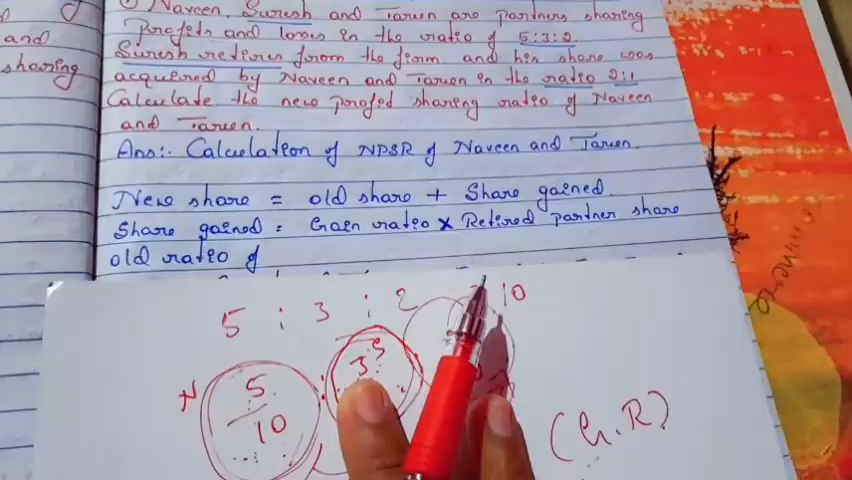 and
sharing
Naveen, Suresh and Tarun are partners sharing
Profets and losses in the ratio of 5:3:2
Suresh retires from the firm and his share was
acquired by Naveen and Tarun in the ratio 2:1
Calculate the new profet sharing ratio of Naveen
and Tarun.
Ans:- Calculation of NPSR of Naveen and Tarun.
New share = old share + Share gained
Share gained = Gain ratio × Retired partner share
old ratio of
5 : 3 : 2 10
N 5/10 : 3
(G.R)